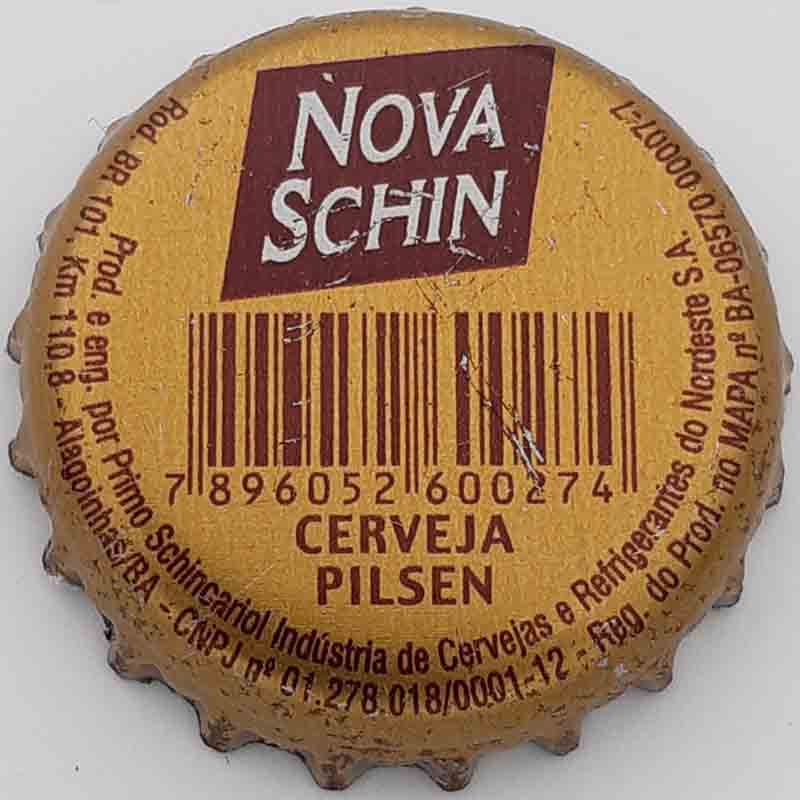 NOVA
SCHIN
7 896052 600274
CERVEJA
PILSEN
Prod. e eng. por Primo Schincariol Indústria de Cervejas e Refrigerantes do Nordeste S.A.
Rod. BR 101, Km 110.8 - Alagoinhas/BA - CNPJ nº 01.278.018/0001-12 - Reg. do Prod. no MAPA nº BA-06570 00007-7